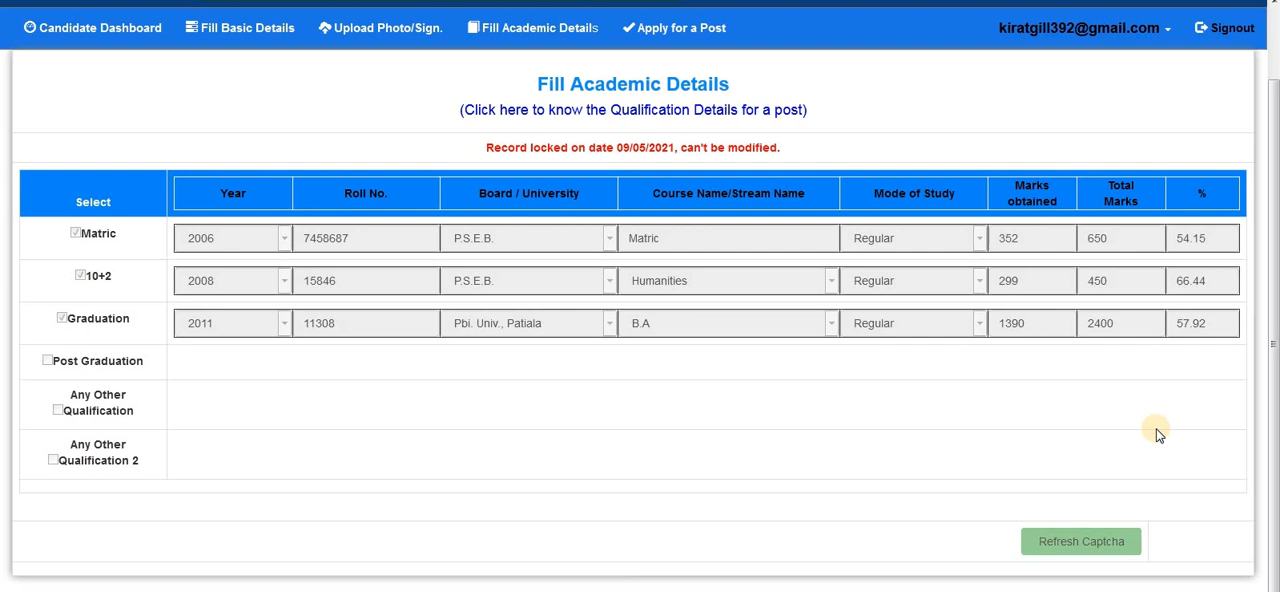 Candidate Dashboard Fill Basic Details Upload Photo/Sign. Fill Academic Details Apply for a Post kiratgill392@gmail.com Signout
Fill Academic Details
(Click here to know the Qualification Details for a post)
Record locked on date 09/05/2021, can't be modified.
Select Year Roll No. Board / University Course Name/Stream Name Mode of Study Marks obtained Total Marks %
Matric 2006 7458687 P.S.E.B. Matric Regular 352 650 54.15
10+2 2008 15846 P.S.E.B. Humanities Regular 299 450 66.44
Graduation 2011 11308 Pbi. Univ., Patiala B.A Regular 1390 2400 57.92
Post Graduation
Any Other
Qualification
Any Other
Qualification 2
Refresh Captcha